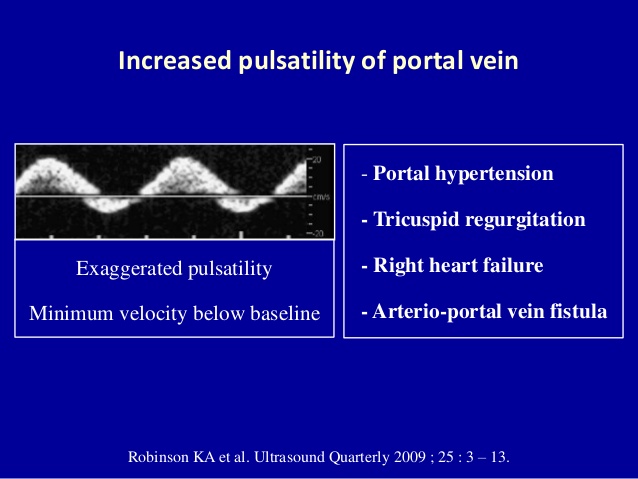 Increased pulsatility of portal vein
20
cm/s
-20
Exaggerated pulsatility
Minimum velocity below baseline
- Portal hypertension
- Tricuspid regurgitation
- Right heart failure
- Arterio-portal vein fistula
Robinson KA et al. Ultrasound Quarterly 2009 ; 25 : 3 – 13.